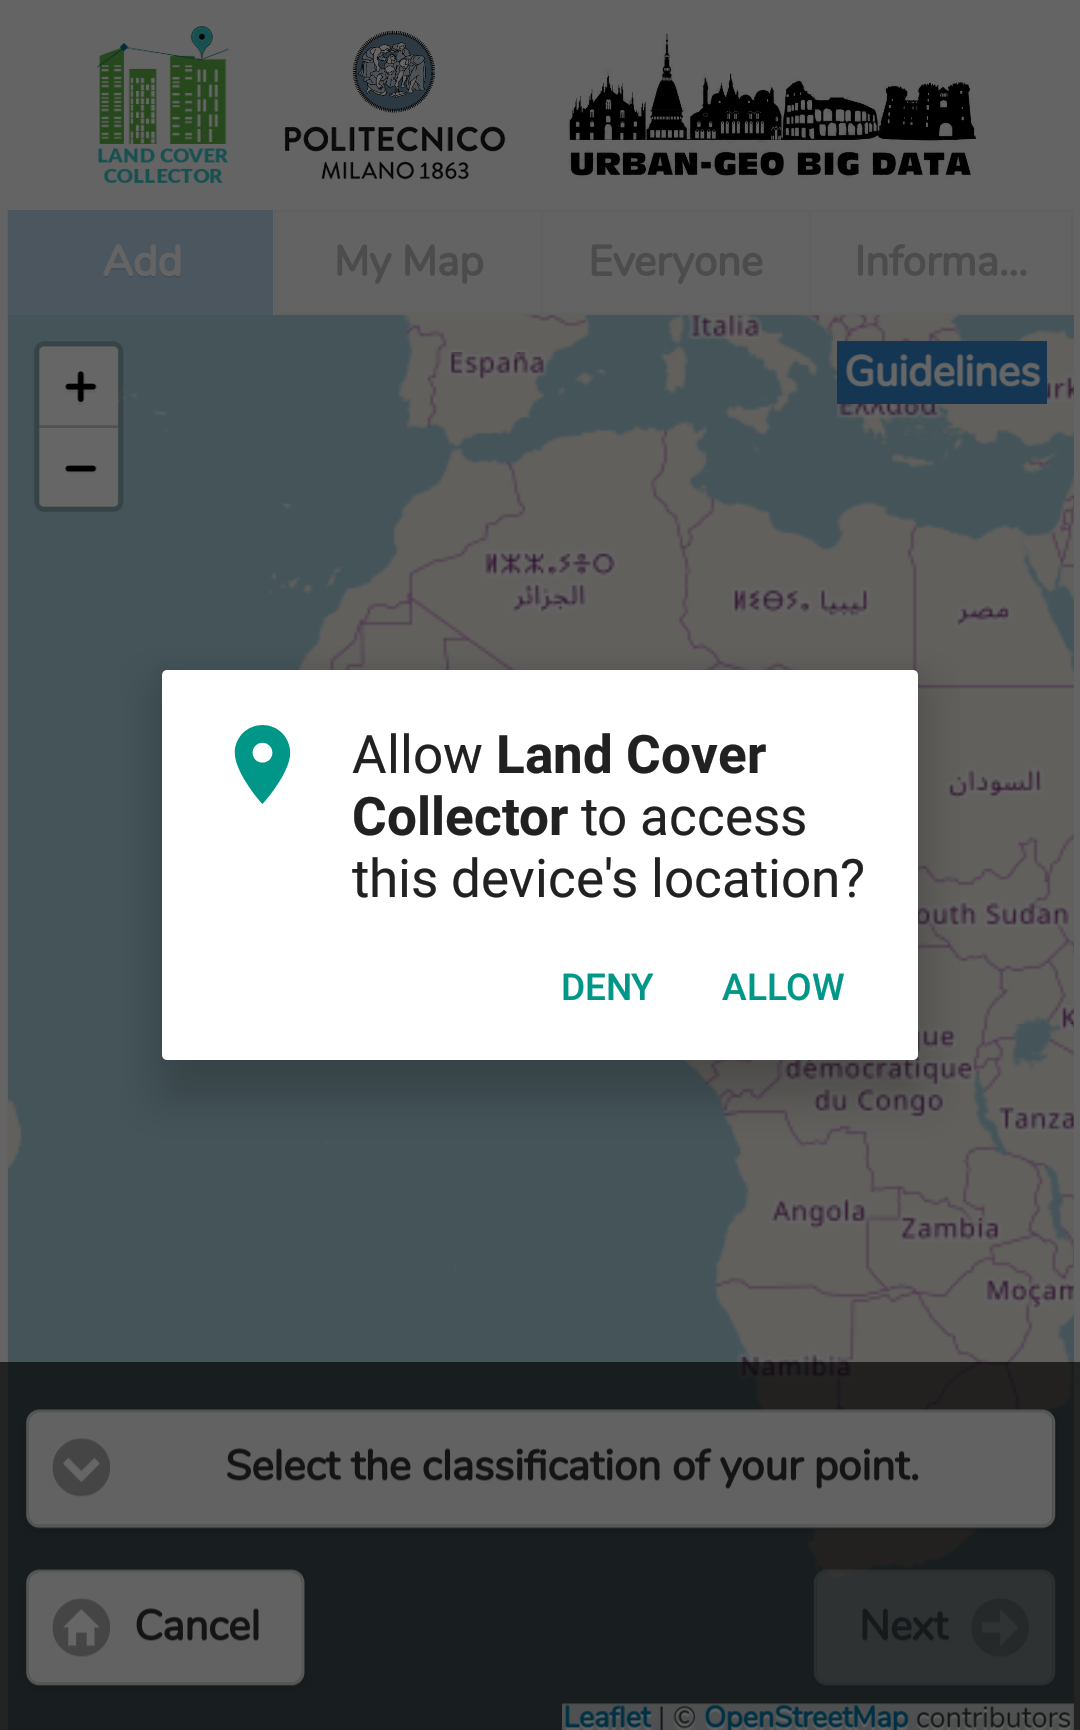 LAND COVER
COLLECTOR
POLITECNICO
MILANO 1863
URBAN-GEO BIG DATA
Add
My Map
Everyone
Informa...
+
−
Guidelines
Italia
España
Ελλάδα
ⵍⵣⵣⴰⵢⴻⵔ
الجزائر
ⵍⵉⴱⵢⴰ ليبيا
مصر
Allow Land Cover
Collector to access
this device's location?
DENY
ALLOW
السودان
outh Sudan
démocratique
du Congo
Tanza
Angola
Zambia
Moçam
Namibia
Select the classification of your point.
Cancel
Next
Leaflet | © OpenStreetMap contributors